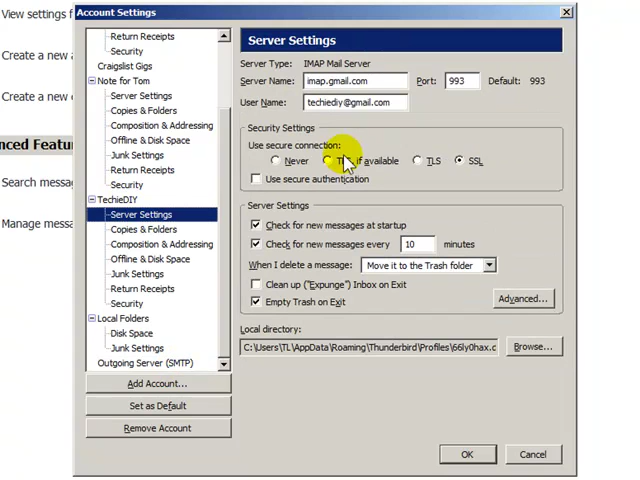 Account Settings
View settings f
Create a new a
Create a new c
nced Featur
Search messa
Manage messa
Return Receipts
Security
Craigslist Gigs
Note for Tom
Server Settings
Copies & Folders
Composition & Addressing
Offline & Disk Space
Junk Settings
Return Receipts
Security
TechieDIY
Server Settings
Copies & Folders
Composition & Addressing
Offline & Disk Space
Junk Settings
Return Receipts
Security
Local Folders
Disk Space
Junk Settings
Outgoing Server (SMTP)
Add Account...
Set as Default
Remove Account
Server Settings
Server Type: IMAP Mail Server
Server Name: imap.gmail.com Port: 993 Default: 993
User Name: techiediy@gmail.com
Security Settings
Use secure connection:
Never TLS, if available TLS SSL
Use secure authentication
Server Settings
Check for new messages at startup
Check for new messages every 10 minutes
When I delete a message: Move it to the Trash folder
Clean up ("Expunge") Inbox on Exit
Empty Trash on Exit
Advanced...
Local directory:
C:\Users\TL\AppData\Roaming\Thunderbird\Profiles\66ly0hax.c Browse...
OK Cancel